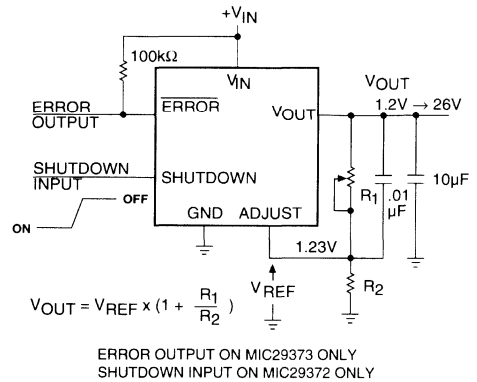 +VIN
100kΩ
VIN
VOUT
1.2V → 26V
ERROR
OUTPUT
ERROR
VOUT
SHUTDOWN
INPUT
SHUTDOWN
R1
.01
µF
10µF
OFF
ON
GND ADJUST
1.23V
VREF
R2
VOUT = VREF x (1 + R1/R2 )
ERROR OUTPUT ON MIC29373 ONLY
SHUTDOWN INPUT ON MIC29372 ONLY